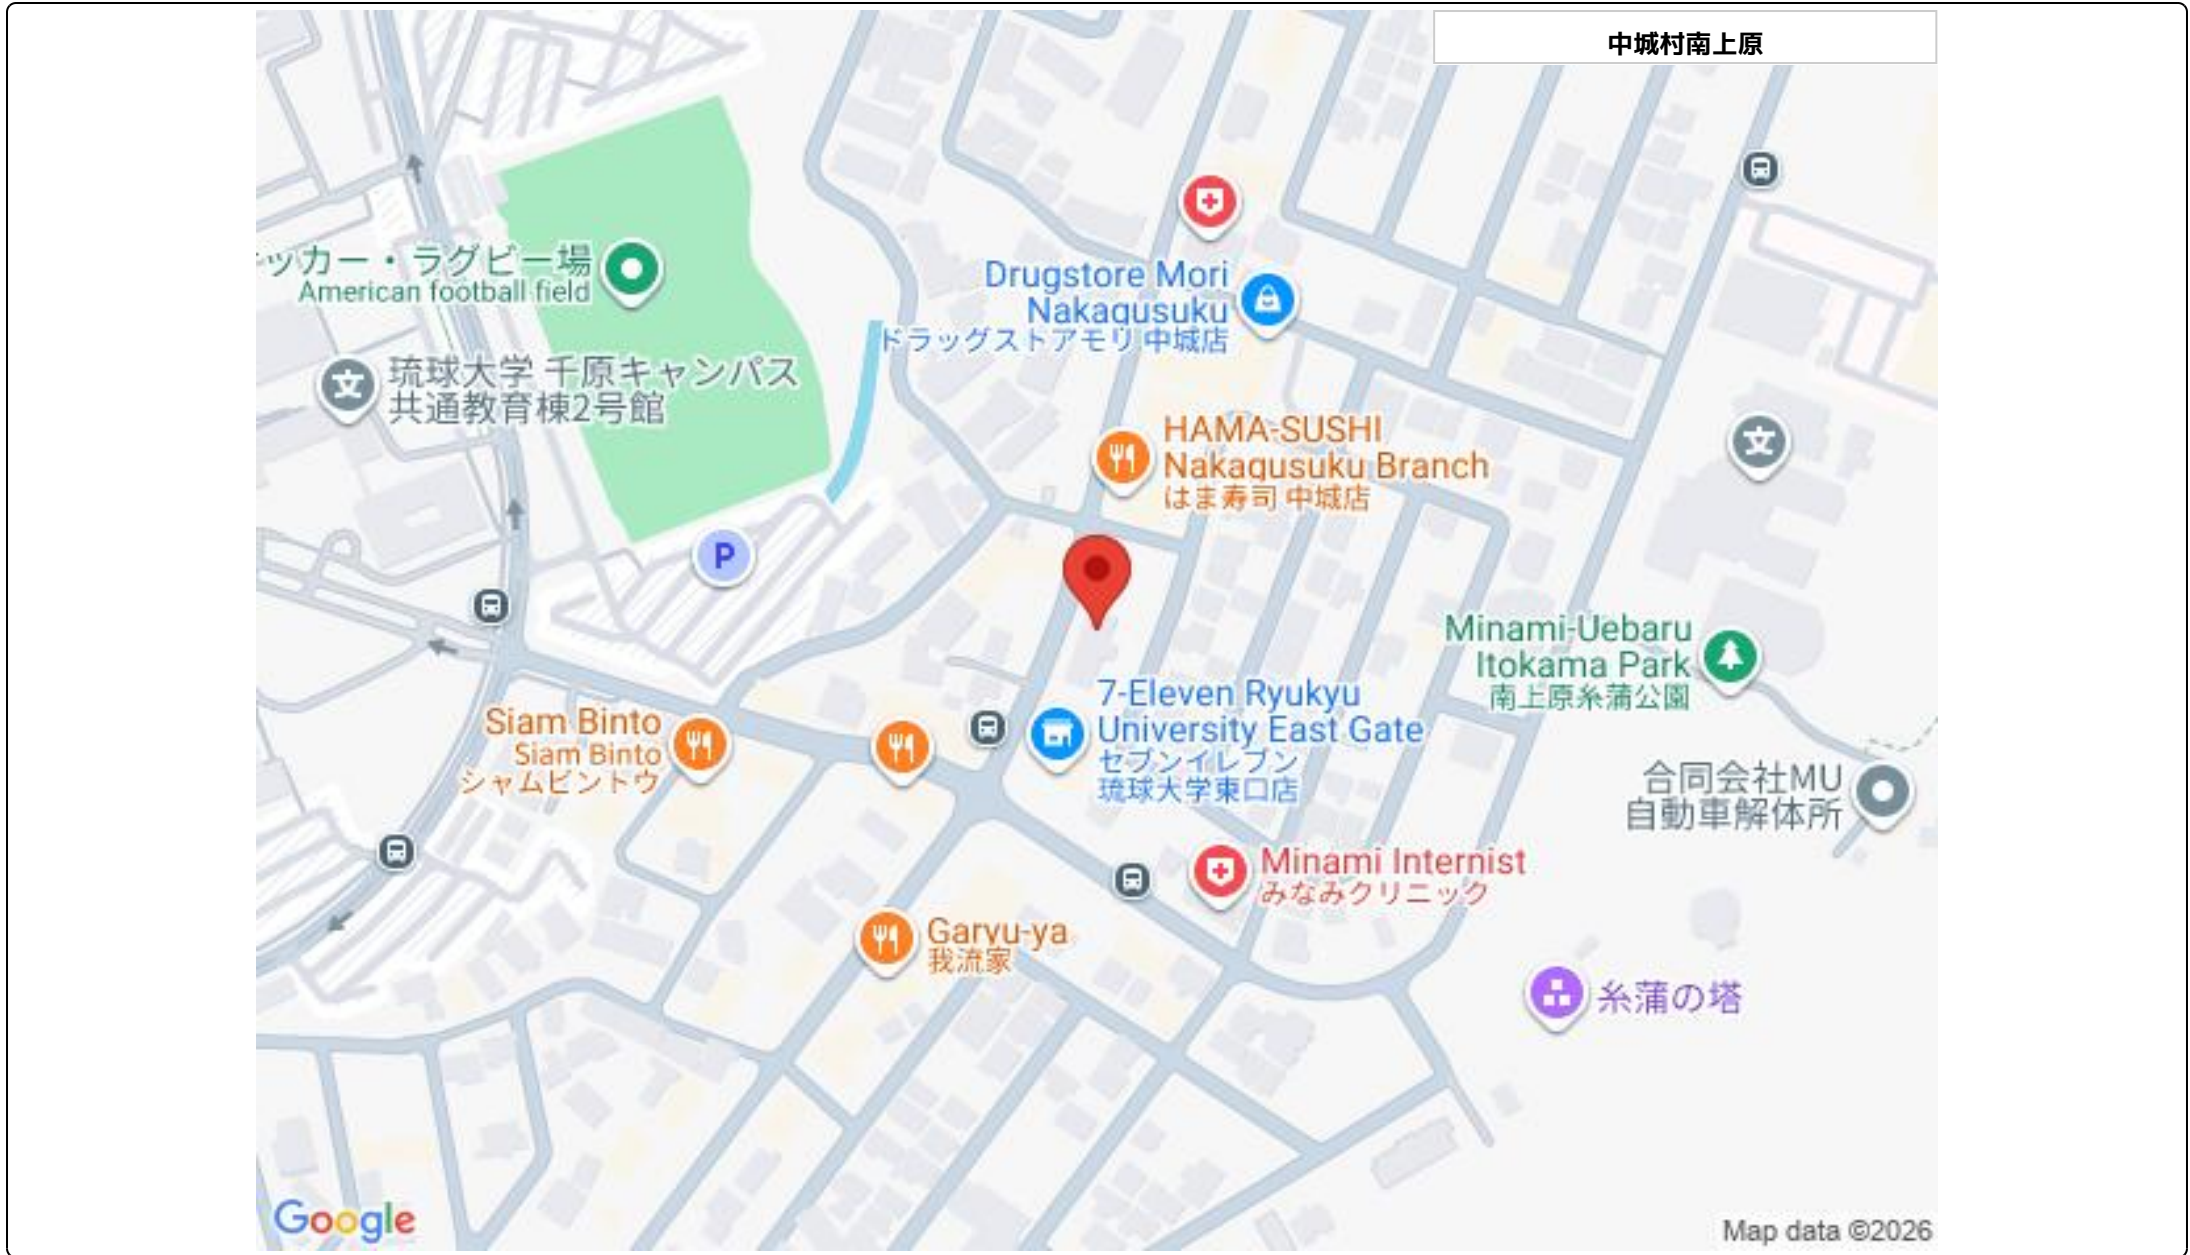 中城村南上原
ッカー・ラグビー場
American football field
Drugstore Mori
Nakagusuku
ドラッグストアモリ 中城店
琉球大学 千原キャンパス
共通教育棟2号館
文
HAMA-SUSHI
Nakagusuku Branch
はま寿司 中城店
文
P
Minami-Uebaru
Itokama Park
南上原糸蒲公園
7-Eleven Ryukyu
University East Gate
セブンイレブン
琉球大学東口店
Siam Binto
Siam Binto
シャムビントウ
合同会社MU
自動車解体所
Minami Internist
みなみクリニック
Garyu-ya
我流家
糸蒲の塔
Google
Map data ©2026